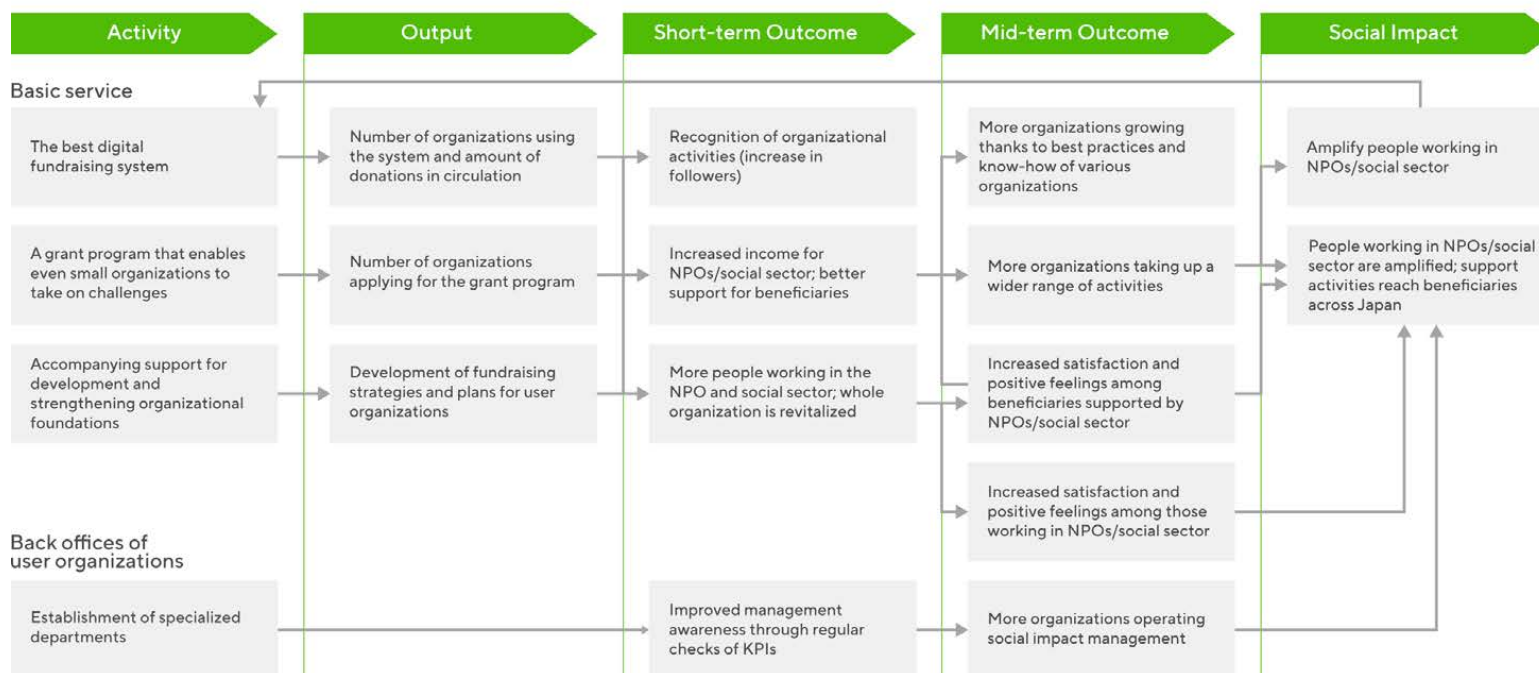 Activity
Output
Short-term Outcome
Mid-term Outcome
Social Impact
Basic service
The best digital
fundraising system
Number of organizations using
the system and amount of
donations in circulation
Recognition of organizational
activities (increase in
followers)
More organizations growing
thanks to best practices and
know-how of various
organizations
Amplify people working in
NPOs/social sector
A grant program that enables
even small organizations to
take on challenges
Number of organizations
applying for the grant program
Increased income for
NPOs/social sector; better
support for beneficiaries
More organizations taking up a
wider range of activities
People working in NPOs/social
sector are amplified; support
activities reach beneficiaries
across Japan
Accompanying support for
development and
strengthening organizational
foundations
Development of fundraising
strategies and plans for user
organizations
More people working in the
NPO and social sector; whole
organization is revitalized
Increased satisfaction and
positive feelings among
beneficiaries supported by
NPOs/social sector
Increased satisfaction and
positive feelings among those
working in NPOs/social sector
Back offices of
user organizations
Establishment of specialized
departments
Improved management
awareness through regular
checks of KPIs
More organizations operating
social impact management